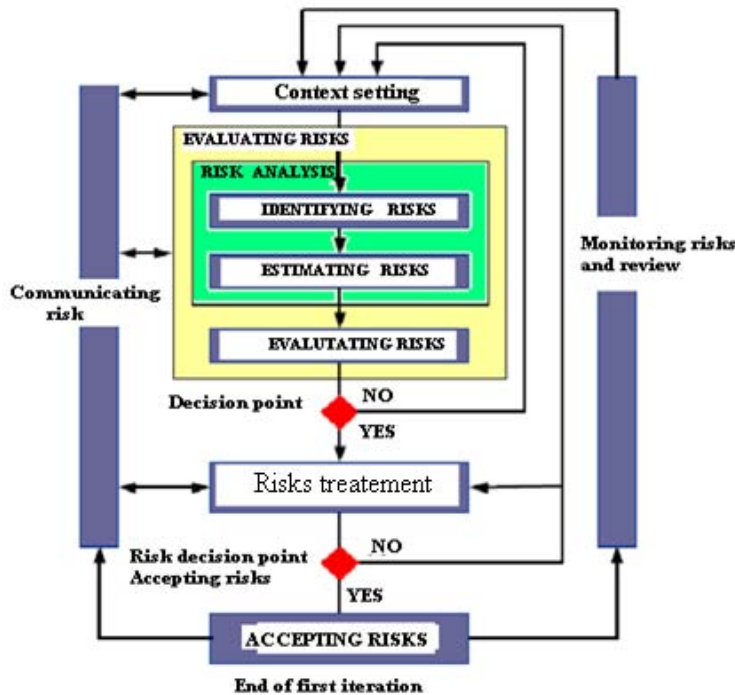 Context setting
EVALUATING RISKS
RISK ANALYSIS
IDENTIFYING RISKS
ESTIMATING RISKS
EVALUTATING RISKS
Communicating
risk
Monitoring risks
and review
Decision point
NO
YES
Risks treatement
Risk decision point
Accepting risks
NO
YES
ACCEPTING RISKS
End of first iteration